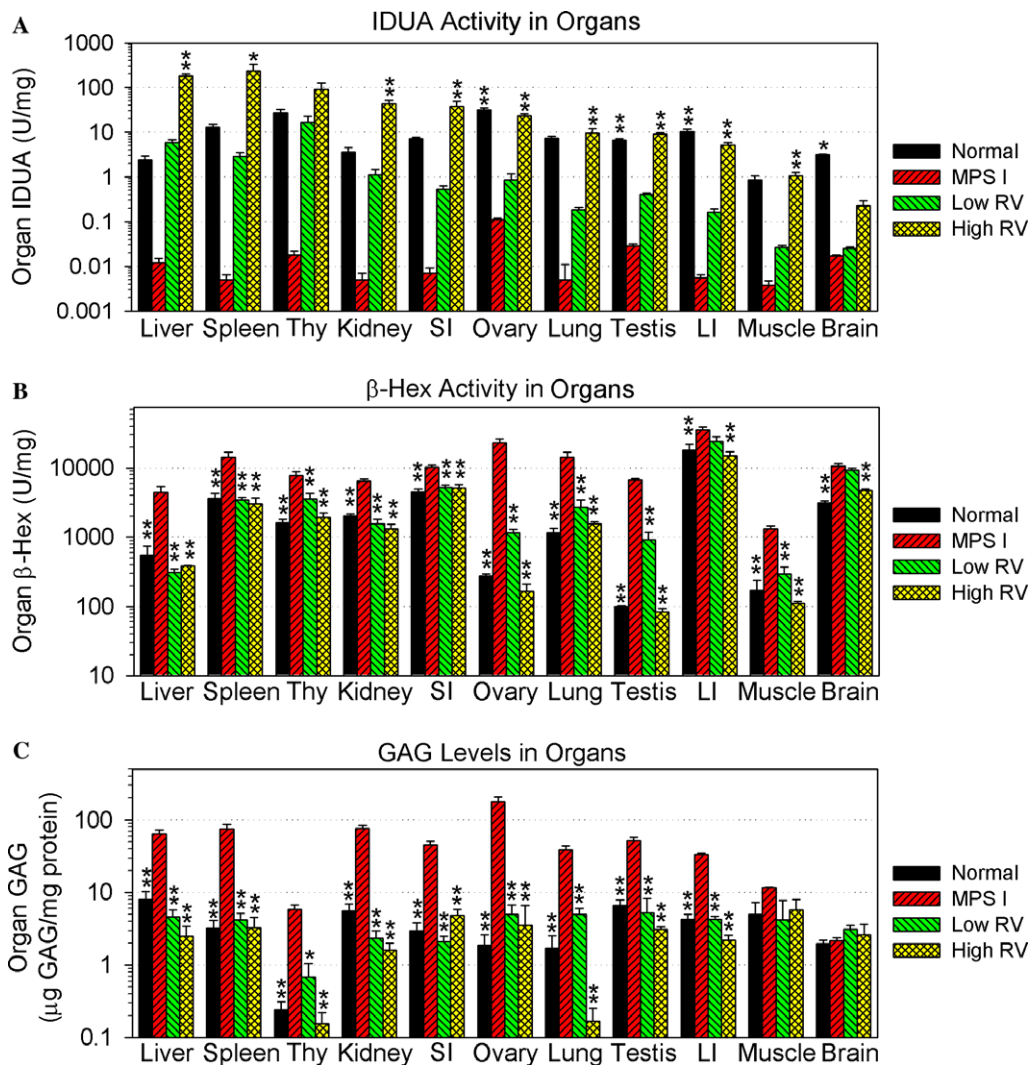 A
IDUA Activity in Organs
Organ IDUA (U/mg)
1000
100
10
1
0.1
0.01
0.001
** * ** ** ** ** ** ** ** ** ** ** * 
Liver Spleen Thy Kidney SI Ovary Lung Testis LI Muscle Brain
Normal
MPS I
Low RV
High RV
B
β-Hex Activity in Organs
Organ β-Hex (U/mg)
10000
1000
100
10
Liver Spleen Thy Kidney SI Ovary Lung Testis LI Muscle Brain
Normal
MPS I
Low RV
High RV
C
GAG Levels in Organs
Organ GAG
(µg GAG/mg protein)
100
10
1
0.1
Liver Spleen Thy Kidney SI Ovary Lung Testis LI Muscle Brain
Normal
MPS I
Low RV
High RV